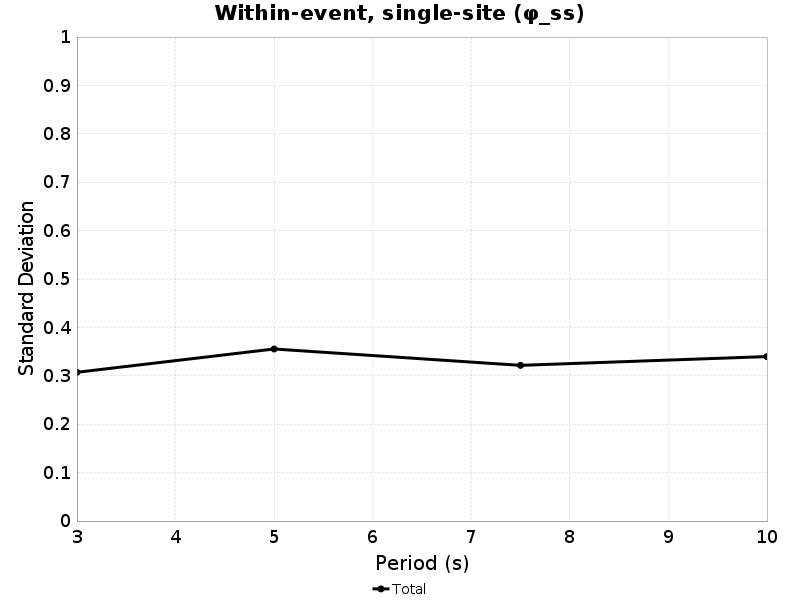 Within-event, single-site (φ_ss)
1
0.9
0.8
0.7
0.6
0.5
0.4
0.3
0.2
0.1
0
Standard Deviation
3 4 5 6 7 8 9 10
Period (s)
Total